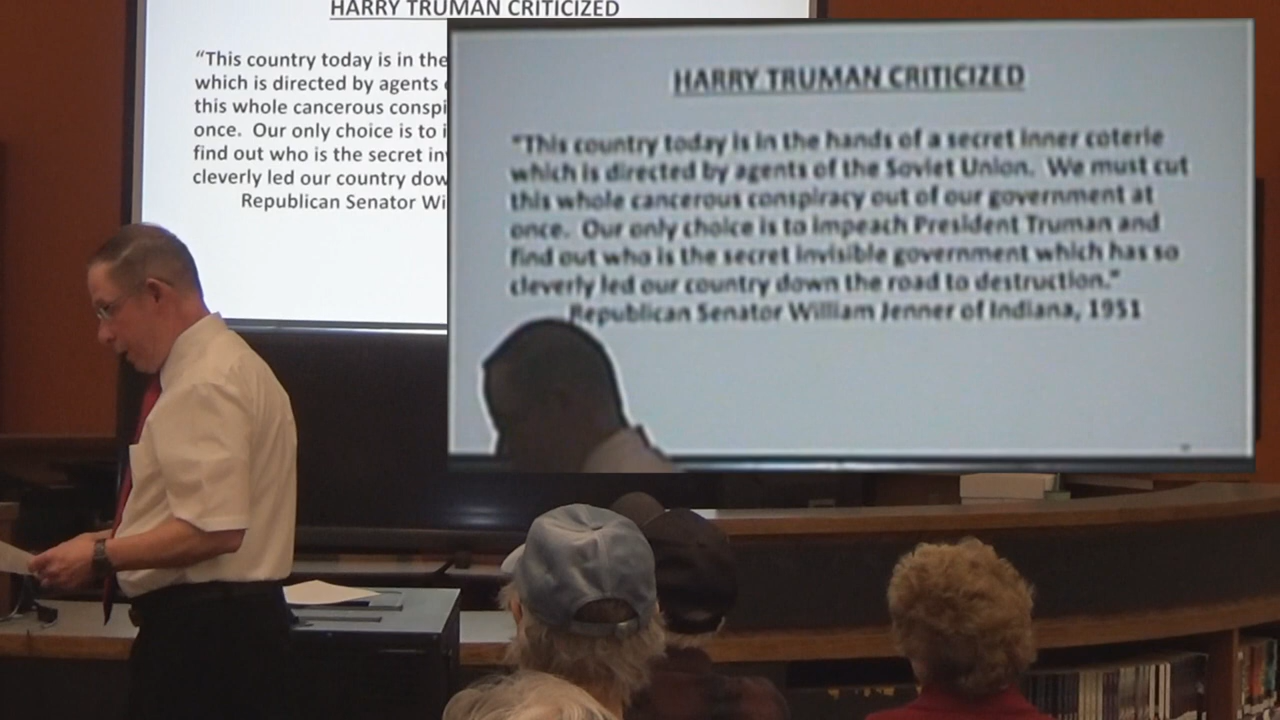 HARRY TRUMAN CRITICIZED
"This country today is in the
which is directed by agents
this whole cancerous conspi
once. Our only choice is to i
find out who is the secret inv
cleverly led our country dow
Republican Senator Wi
HARRY TRUMAN CRITICIZED
"This country today is in the hands of a secret inner coterie
which is directed by agents of the Soviet Union. We must cut
this whole cancerous conspiracy out of our government at
once. Our only choice is to impeach President Truman and
find out who is the secret invisible government which has so
cleverly led our country down the road to destruction."
Republican Senator William Jenner of Indiana, 1951